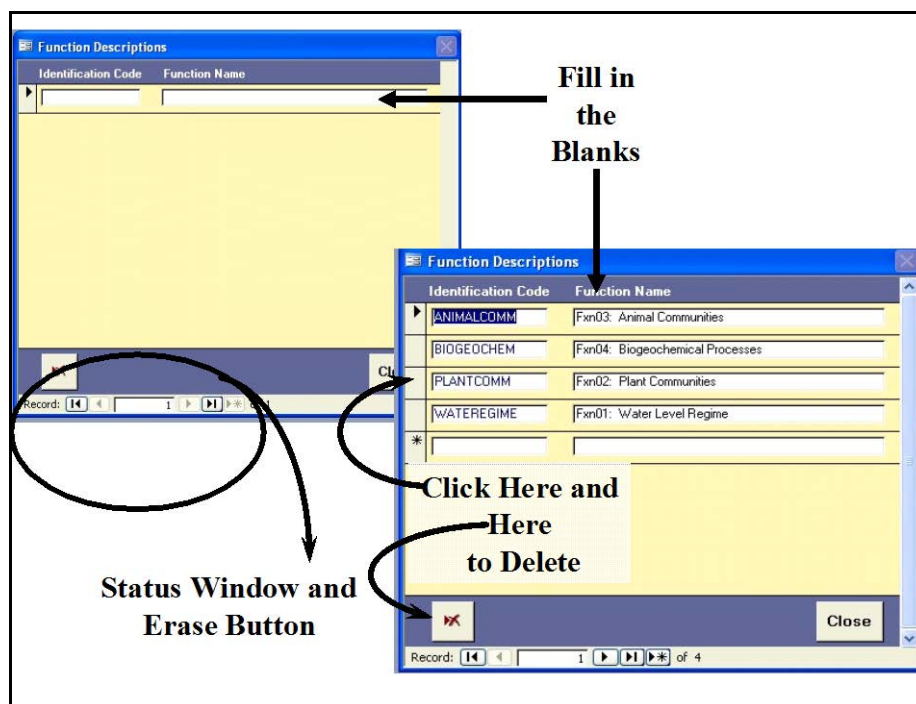 Function Descriptions
Identification Code Function Name
Fill in
the
Blanks
Record: 1
Function Descriptions
Identification Code Function Name
ANIMALCOMM Fxn03: Animal Communities
BIOGEOCHEM Fxn04: Biogeochemical Processes
PLANTCOMM Fxn02: Plant Communities
WATEREGIME Fxn01: Water Level Regime
Click Here and
Here
to Delete
Status Window and
Erase Button
Close
Record: 1 of 4